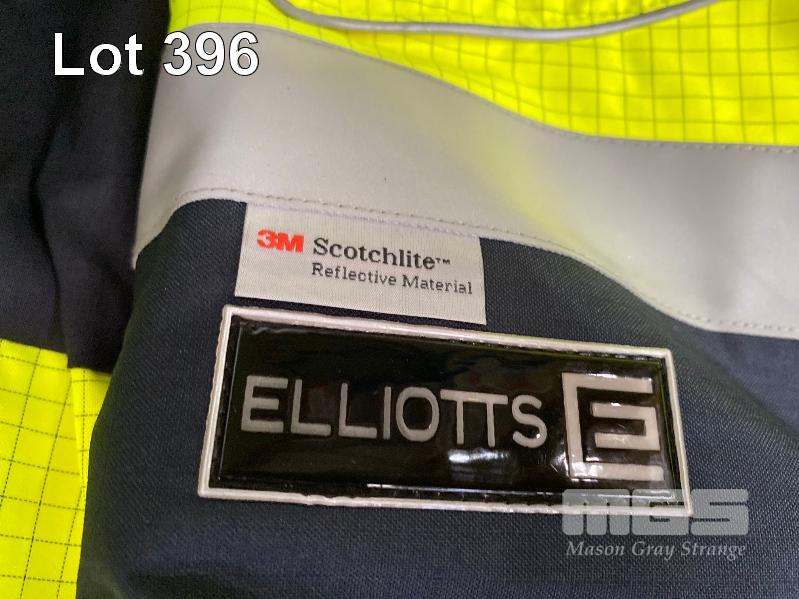 Lot 396
3M Scotchlite™
Reflective Material
ELLIOTTS E
MGS
Mason Gray Strange